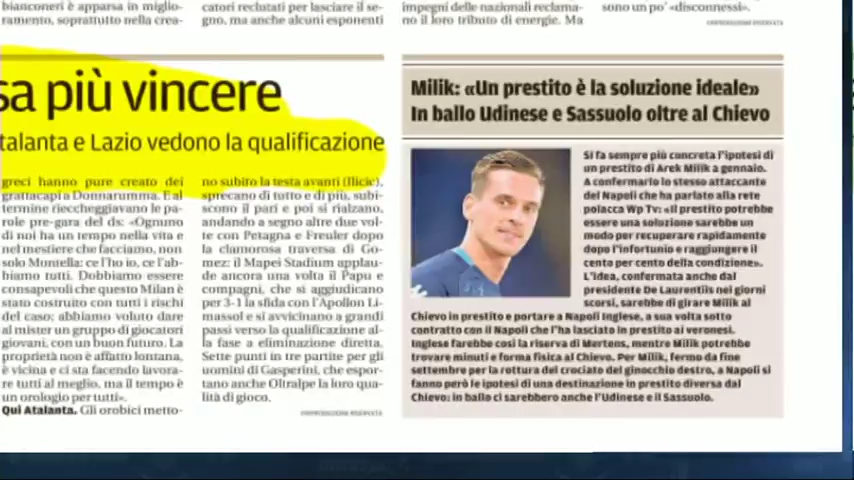 bianconeri è apparsa in miglio-
ramento, soprattutto nella crea-
catori reclutati per lasciare il se-
gno, ma anche alcuni esponenti
impegni delle nazionali reclama-
no il loro tributo di energie. Ma
sono un po' «disconnessi».
sa più vincere
talanta e Lazio vedono la qualificazione
greci hanno pure creato dei
grattacapi a Donnarumma. E al
termine riecheggiavano le pa-
role pre-gara del ds: «Ognuno
di noi ha un tempo nella vita e
nel mestiere che facciamo, non
solo Montella: ce l'ho io, ce l'ab-
biamo tutti. Dobbiamo essere
consapevoli che questo Milan è
stato costruito con tutti i rischi
del caso: abbiamo voluto dare
al mister un gruppo di giocatori
giovani, con un buon futuro. La
proprietà non è affatto lontana,
è vicina e ci sta facendo lavora-
re tutti al meglio, ma il tempo è
un orologio per tutti».
Qui Atalanta. Gli orobici metto-
no subito la testa avanti (Ilicic),
sprecano di tutto e di più, subi-
scono il pari e poi si rialzano,
andando a segno altre due vol-
te con Petagna e Freuler dopo
la clamorosa traversa di Go-
mez: il Mapei Stadium applau-
de ancora una volta il Papu e
compagni, che si aggiudicano
per 3-1 la sfida con l'Apollon Li-
massol e si avvicinano a grandi
passi verso la qualificazione al-
la fase a eliminazione diretta.
Sette punti in tre partite per gli
uomini di Gasperini, che espor-
tano anche Oltralpe la loro qua-
lità di gioco.
Milik: «Un prestito è la soluzione ideale»
In ballo Udinese e Sassuolo oltre al Chievo
Si fa sempre più concreta l'ipotesi di
un prestito di Arek Milik a gennaio.
A confermarlo lo stesso attaccante
del Napoli che ha parlato alla rete
polacca Wp Tv: «Il prestito potrebbe
essere una soluzione sarebbe un
modo per recuperare rapidamente
dopo l'infortunio e raggiungere il
cento per cento della condizione».
L'idea, confermata anche dal
presidente De Laurentiis nei giorni
scorsi, sarebbe di girare Milik al
Chievo in prestito e portare a Napoli Inglese, a sua volta sotto
contratto con il Napoli che l'ha lasciato in prestito ai veronesi.
Inglese farebbe così la riserva di Mertens, mentre Milik potrebbe
trovare minuti e forma fisica al Chievo. Per Milik, fermo da fine
settembre per la rottura del crociato del ginocchio destro, a Napoli si
fanno però le ipotesi di una destinazione in prestito diversa dal
Chievo: in ballo ci sarebbero anche l'Udinese e il Sassuolo.